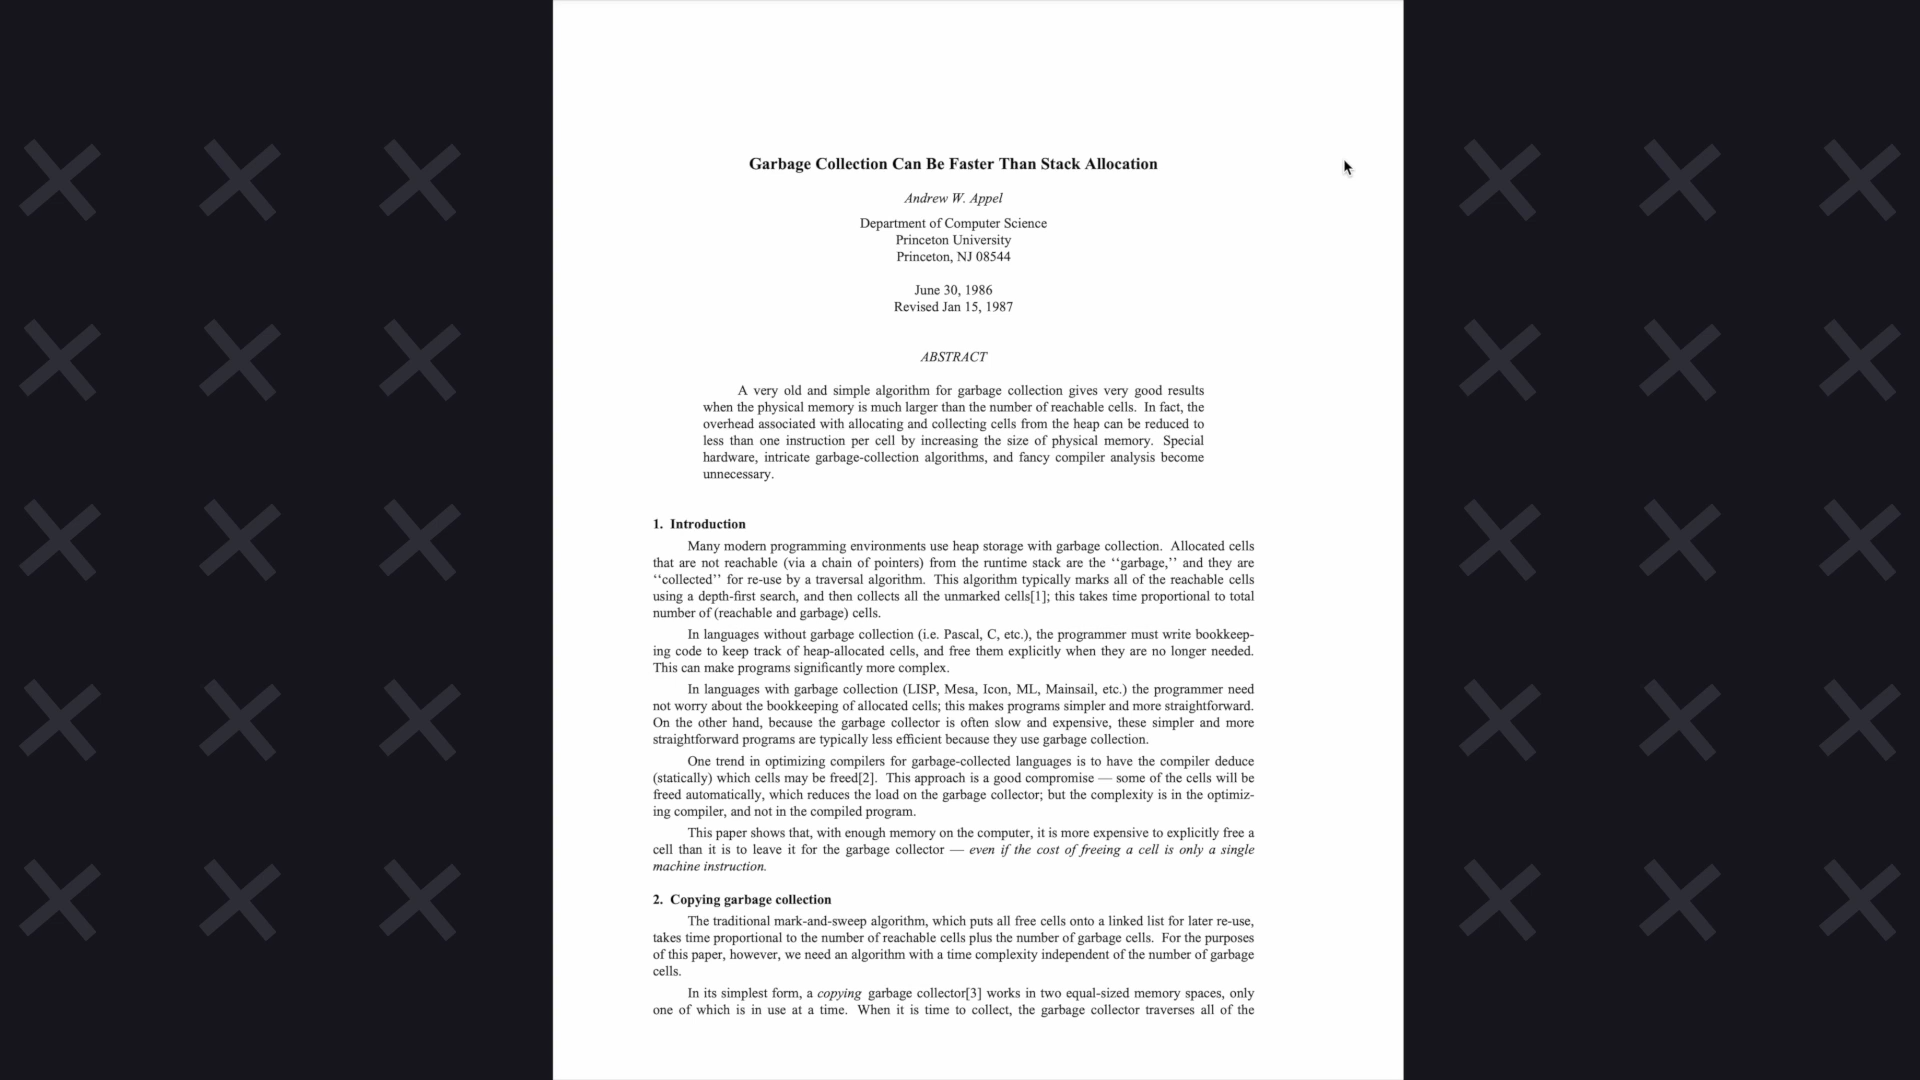 Garbage Collection Can Be Faster Than Stack Allocation
Andrew W. Appel
Department of Computer Science
Princeton University
Princeton, NJ 08544
June 30, 1986
Revised Jan 15, 1987
ABSTRACT
A very old and simple algorithm for garbage collection gives very good results
when the physical memory is much larger than the number of reachable cells. In fact, the
overhead associated with allocating and collecting cells from the heap can be reduced to
less than one instruction per cell by increasing the size of physical memory. Special
hardware, intricate garbage-collection algorithms, and fancy compiler analysis become
unnecessary.
1. Introduction
Many modern programming environments use heap storage with garbage collection. Allocated cells
that are not reachable (via a chain of pointers) from the runtime stack are the ‘‘garbage,’’ and they are
‘‘collected’’ for re-use by a traversal algorithm. This algorithm typically marks all of the reachable cells
using a depth-first search, and then collects all the unmarked cells[1]; this takes time proportional to total
number of (reachable and garbage) cells.
In languages without garbage collection (i.e. Pascal, C, etc.), the programmer must write bookkeep-
ing code to keep track of heap-allocated cells, and free them explicitly when they are no longer needed.
This can make programs significantly more complex.
In languages with garbage collection (LISP, Mesa, Icon, ML, Mainsail, etc.) the programmer need
not worry about the bookkeeping of allocated cells; this makes programs simpler and more straightforward.
On the other hand, because the garbage collector is often slow and expensive, these simpler and more
straightforward programs are typically less efficient because they use garbage collection.
One trend in optimizing compilers for garbage-collected languages is to have the compiler deduce
(statically) which cells may be freed[2]. This approach is a good compromise — some of the cells will be
freed automatically, which reduces the load on the garbage collector; but the complexity is in the optimiz-
ing compiler, and not in the compiled program.
This paper shows that, with enough memory on the computer, it is more expensive to explicitly free a
cell than it is to leave it for the garbage collector — even if the cost of freeing a cell is only a single
machine instruction.
2. Copying garbage collection
The traditional mark-and-sweep algorithm, which puts all free cells onto a linked list for later re-use,
takes time proportional to the number of reachable cells plus the number of garbage cells. For the purposes
of this paper, however, we need an algorithm with a time complexity independent of the number of garbage
cells.
In its simplest form, a copying garbage collector[3] works in two equal-sized memory spaces, only
one of which is in use at a time. When it is time to collect, the garbage collector traverses all of the